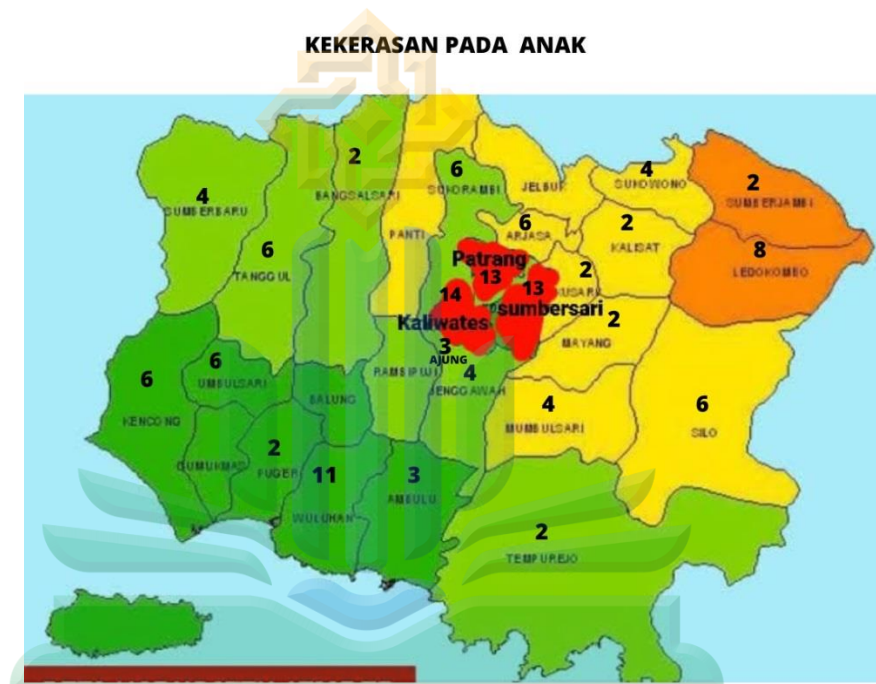 KEKERASAN PADA ANAK
2
BANGSALSARI
6
SUKORAMBI
JELBUK
4
SUKOWONO
2
SUMBERJAMBI
4
SUMBERBARU
PANTI
6
ARJASA
2
KALISAT
6
TANGGUL
Patrang
13
2
8
LEDOKOMBO
14
Kaliwates
13
sumbersari
2
MAYANG
3
AJUNG
RAMBIPUJI
4
JENGGAWAH
6
KENCONG
6
UMBULSARI
BALUNG
4
MUMBULSARI
6
SILO
GUMUKMAS
2
PUGER
11
WULUHAN
3
AMBULU
2
TEMPUREJO